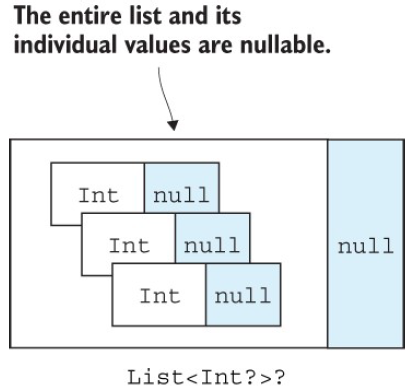 The entire list and its
individual values are nullable.
Int null
Int null
null
Int null
List<Int?>?